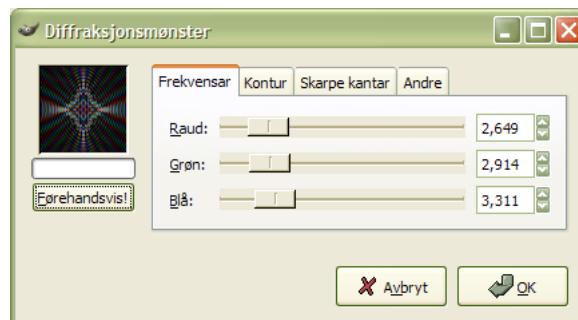 Diffraksjonsmønster
Frekvensar Kontur Skarpe kantar Andre
Raud: 2,649
Grøn: 2,914
Blå: 3,311
Førehandsvis!
Avbryt OK